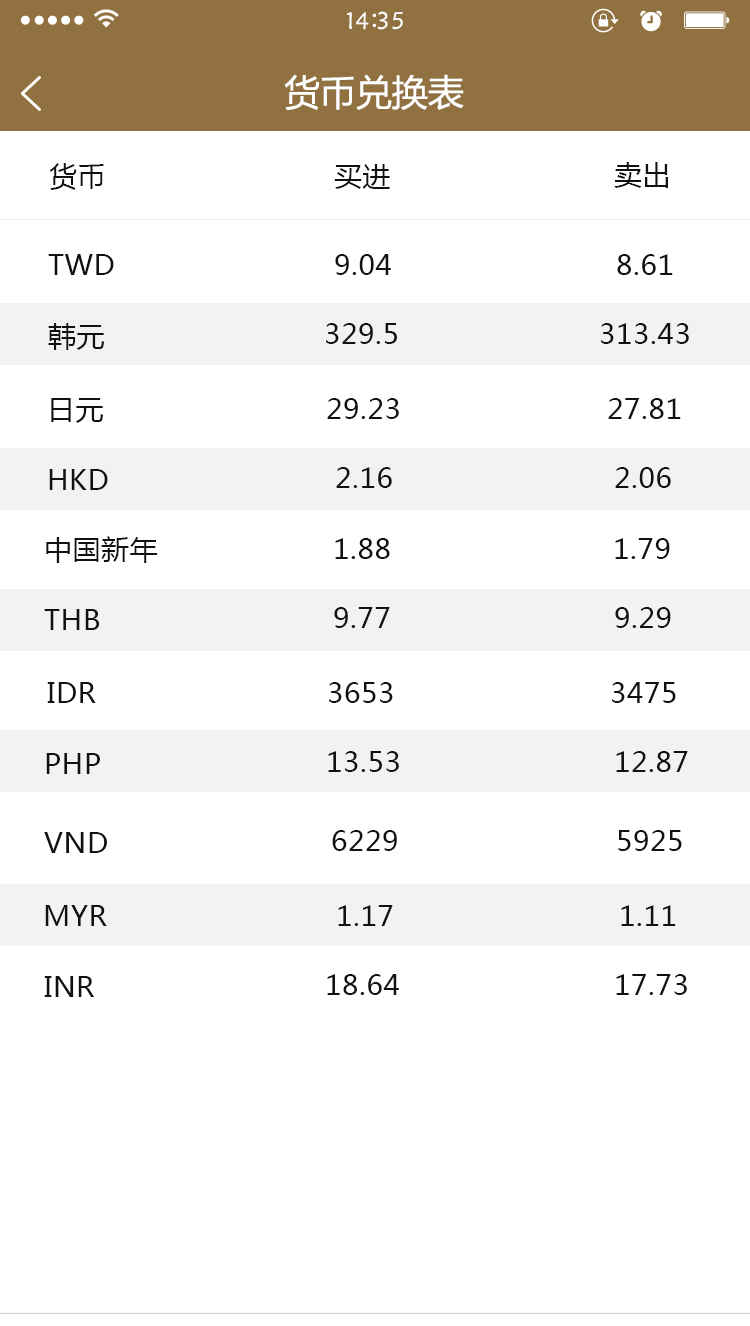 14:35
货币兑换表
货币 买进 卖出
TWD 9.04 8.61
韩元 329.5 313.43
日元 29.23 27.81
HKD 2.16 2.06
中国新年 1.88 1.79
THB 9.77 9.29
IDR 3653 3475
PHP 13.53 12.87
VND 6229 5925
MYR 1.17 1.11
INR 18.64 17.73